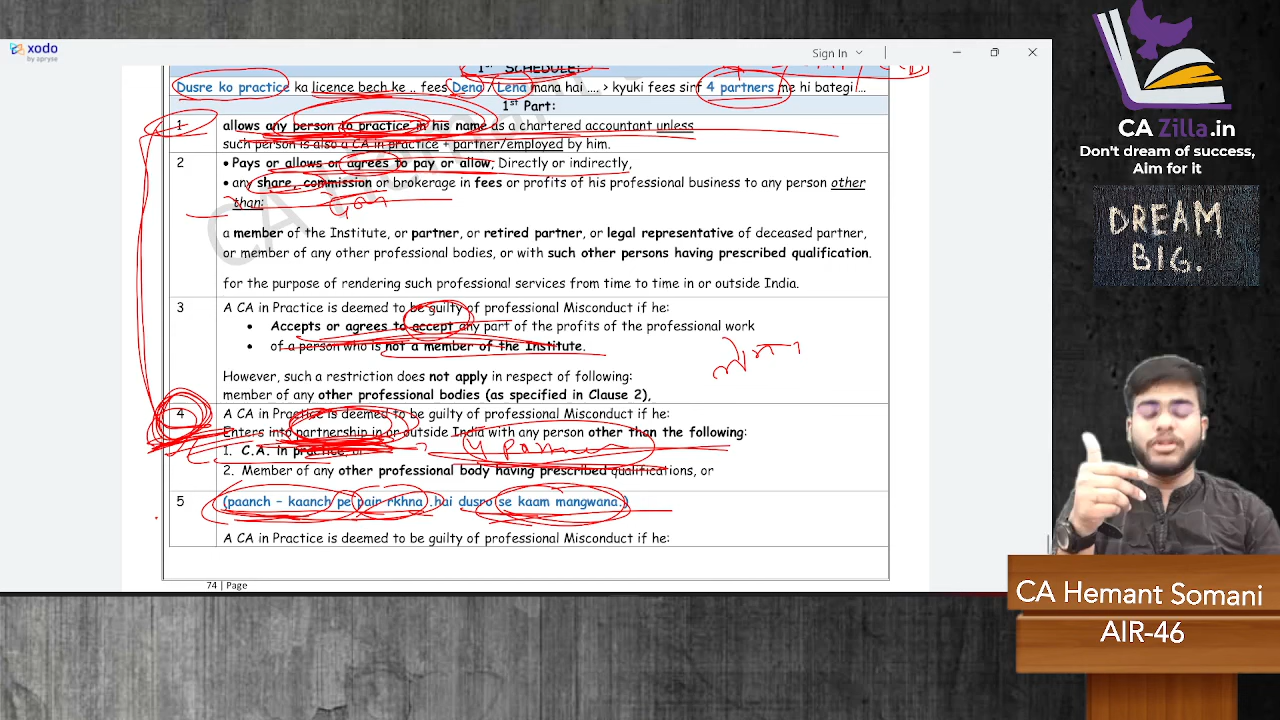 xodo
by apryse
Sign In
1st SCHEDULE:
Dusre ko practice ka licence bech ke .. fees Dena / Lena mana hai .... > kyuki fees sirf 4 partners me hi bategi ...
1st Part:
1
allows any person to practice in his name as a chartered accountant unless
such person is also a CA in practice + partner/employed by him.
2
• Pays or allows or agrees to pay or allow, Directly or indirectly,
• any share, commission or brokerage in fees or profits of his professional business to any person other
than:
a member of the Institute, or partner, or retired partner, or legal representative of deceased partner,
or member of any other professional bodies, or with such other persons having prescribed qualification.
for the purpose of rendering such professional services from time to time in or outside India.
3
A CA in Practice is deemed to be guilty of professional Misconduct if he:
• Accepts or agrees to accept any part of the profits of the professional work
• of a person who is not a member of the Institute.
However, such a restriction does not apply in respect of following:
member of any other professional bodies (as specified in Clause 2),
4
A CA in Practice is deemed to be guilty of professional Misconduct if he:
Enters into partnership in or outside India with any person other than the following:
1. C.A. in practice, or
4 partner
2. Member of any other professional body having prescribed qualifications, or
5
(paanch – kaanch pe pair rkhna .hai dusro se kaam mangwana.)
A CA in Practice is deemed to be guilty of professional Misconduct if he:
74 | Page
CA Zilla.in
Don't dream of success,
Aim for it
DREAM
BIG.
CA Hemant Somani
AIR-46